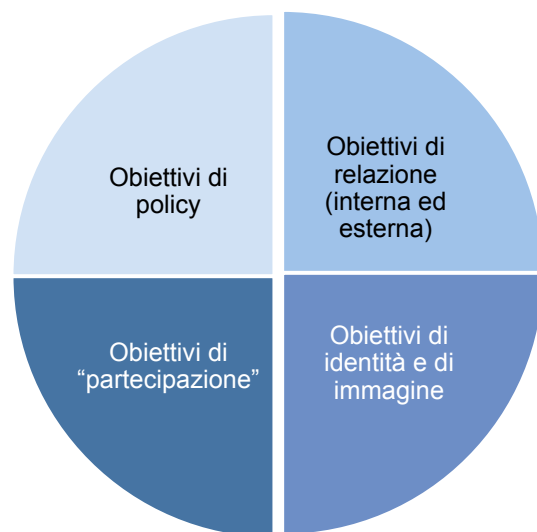 Obiettivi di
policy
Obiettivi di
relazione
(interna ed
esterna)
Obiettivi di
“partecipazione”
Obiettivi di
identità e di
immagine